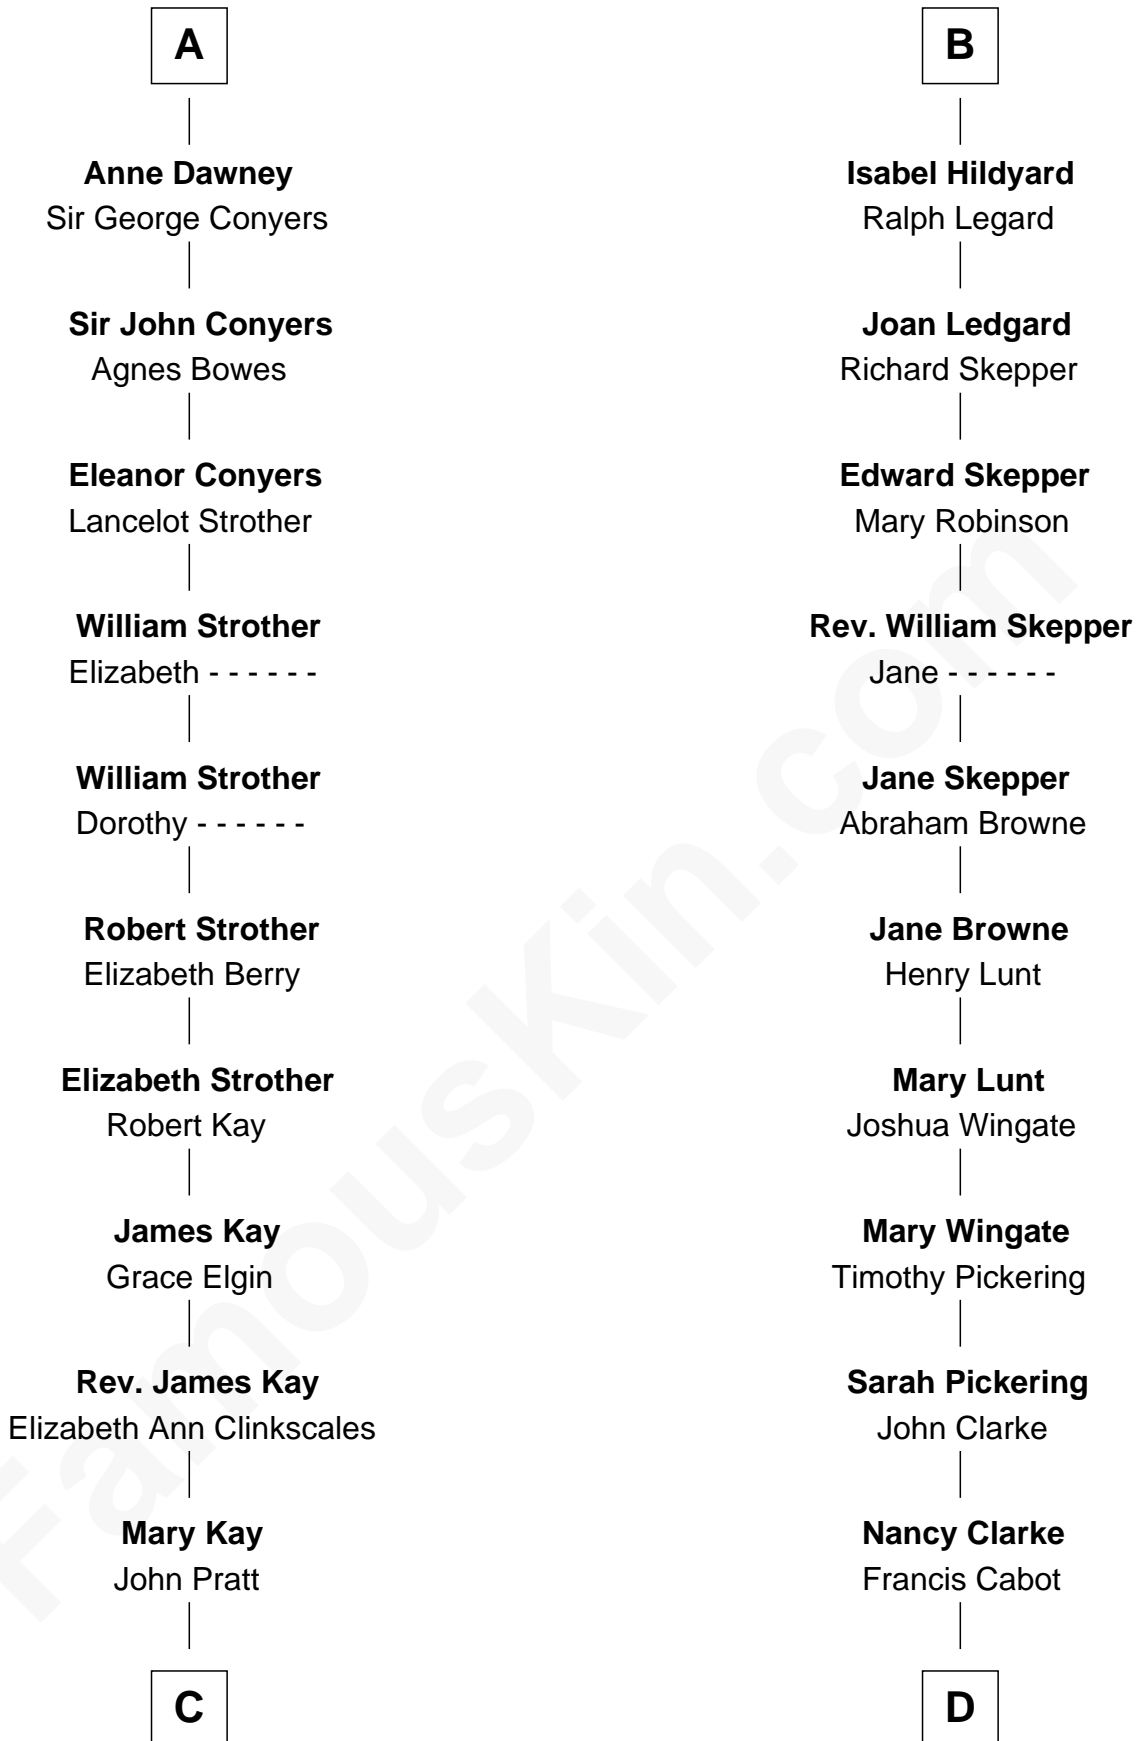 A
Anne Dawney
Sir George Conyers
Sir John Conyers
Agnes Bowes
Eleanor Conyers
Lancelot Strother
William Strother
Elizabeth - - - - - -
William Strother
Dorothy - - - - - -
Robert Strother
Elizabeth Berry
Elizabeth Strother
Robert Kay
James Kay
Grace Elgin
Rev. James Kay
Elizabeth Ann Clinkscales
Mary Kay
John Pratt
C
B
Isabel Hildyard
Ralph Legard
Joan Ledgard
Richard Skepper
Edward Skepper
Mary Robinson
Rev. William Skepper
Jane - - - - - -
Jane Skepper
Abraham Browne
Jane Browne
Henry Lunt
Mary Lunt
Joshua Wingate
Mary Wingate
Timothy Pickering
Sarah Pickering
John Clarke
Nancy Clarke
Francis Cabot
D
FamousKin.com